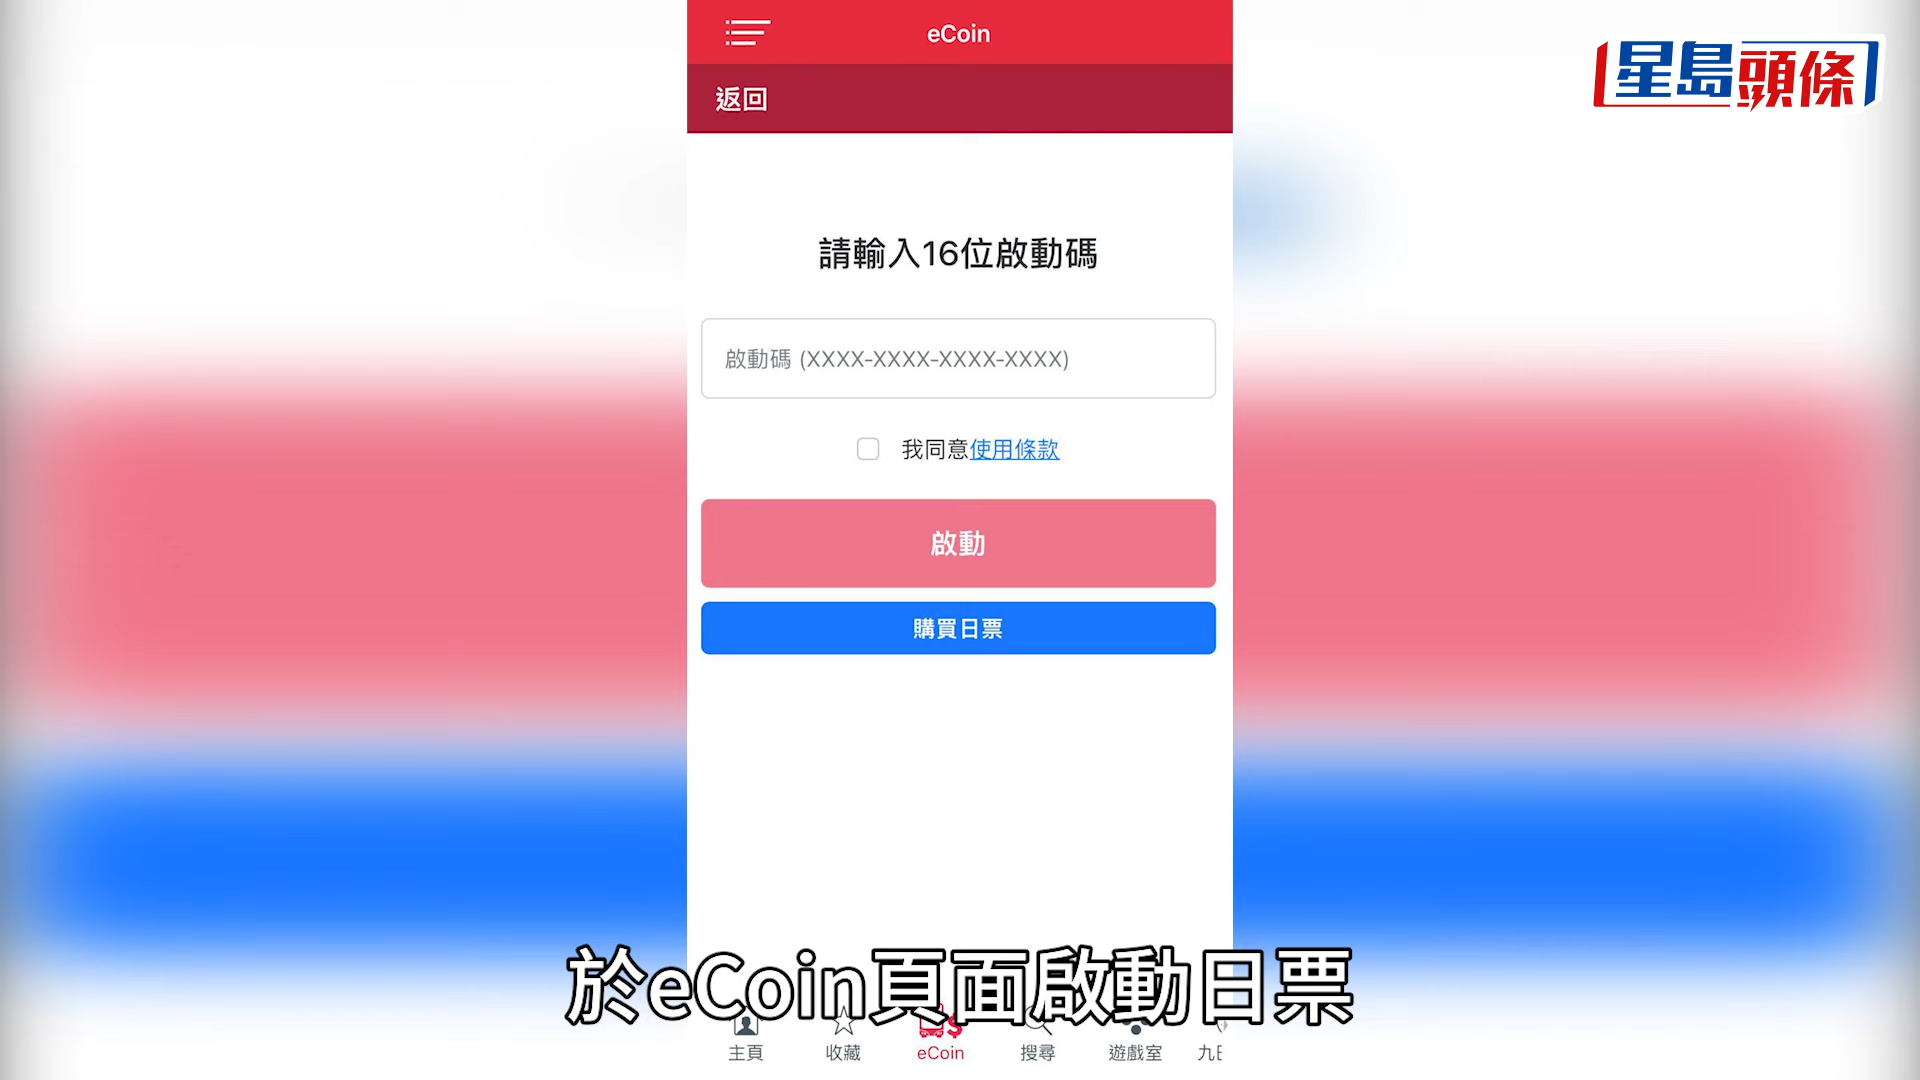 eCoin
星島頭條
返回
請輸入16位啟動碼
啟動碼 (XXXX-XXXX-XXXX-XXXX)
我同意使用條款
啟動
購買日票
於eCoin頁面啟動日票
主頁
收藏
eCoin
搜尋
遊戲室